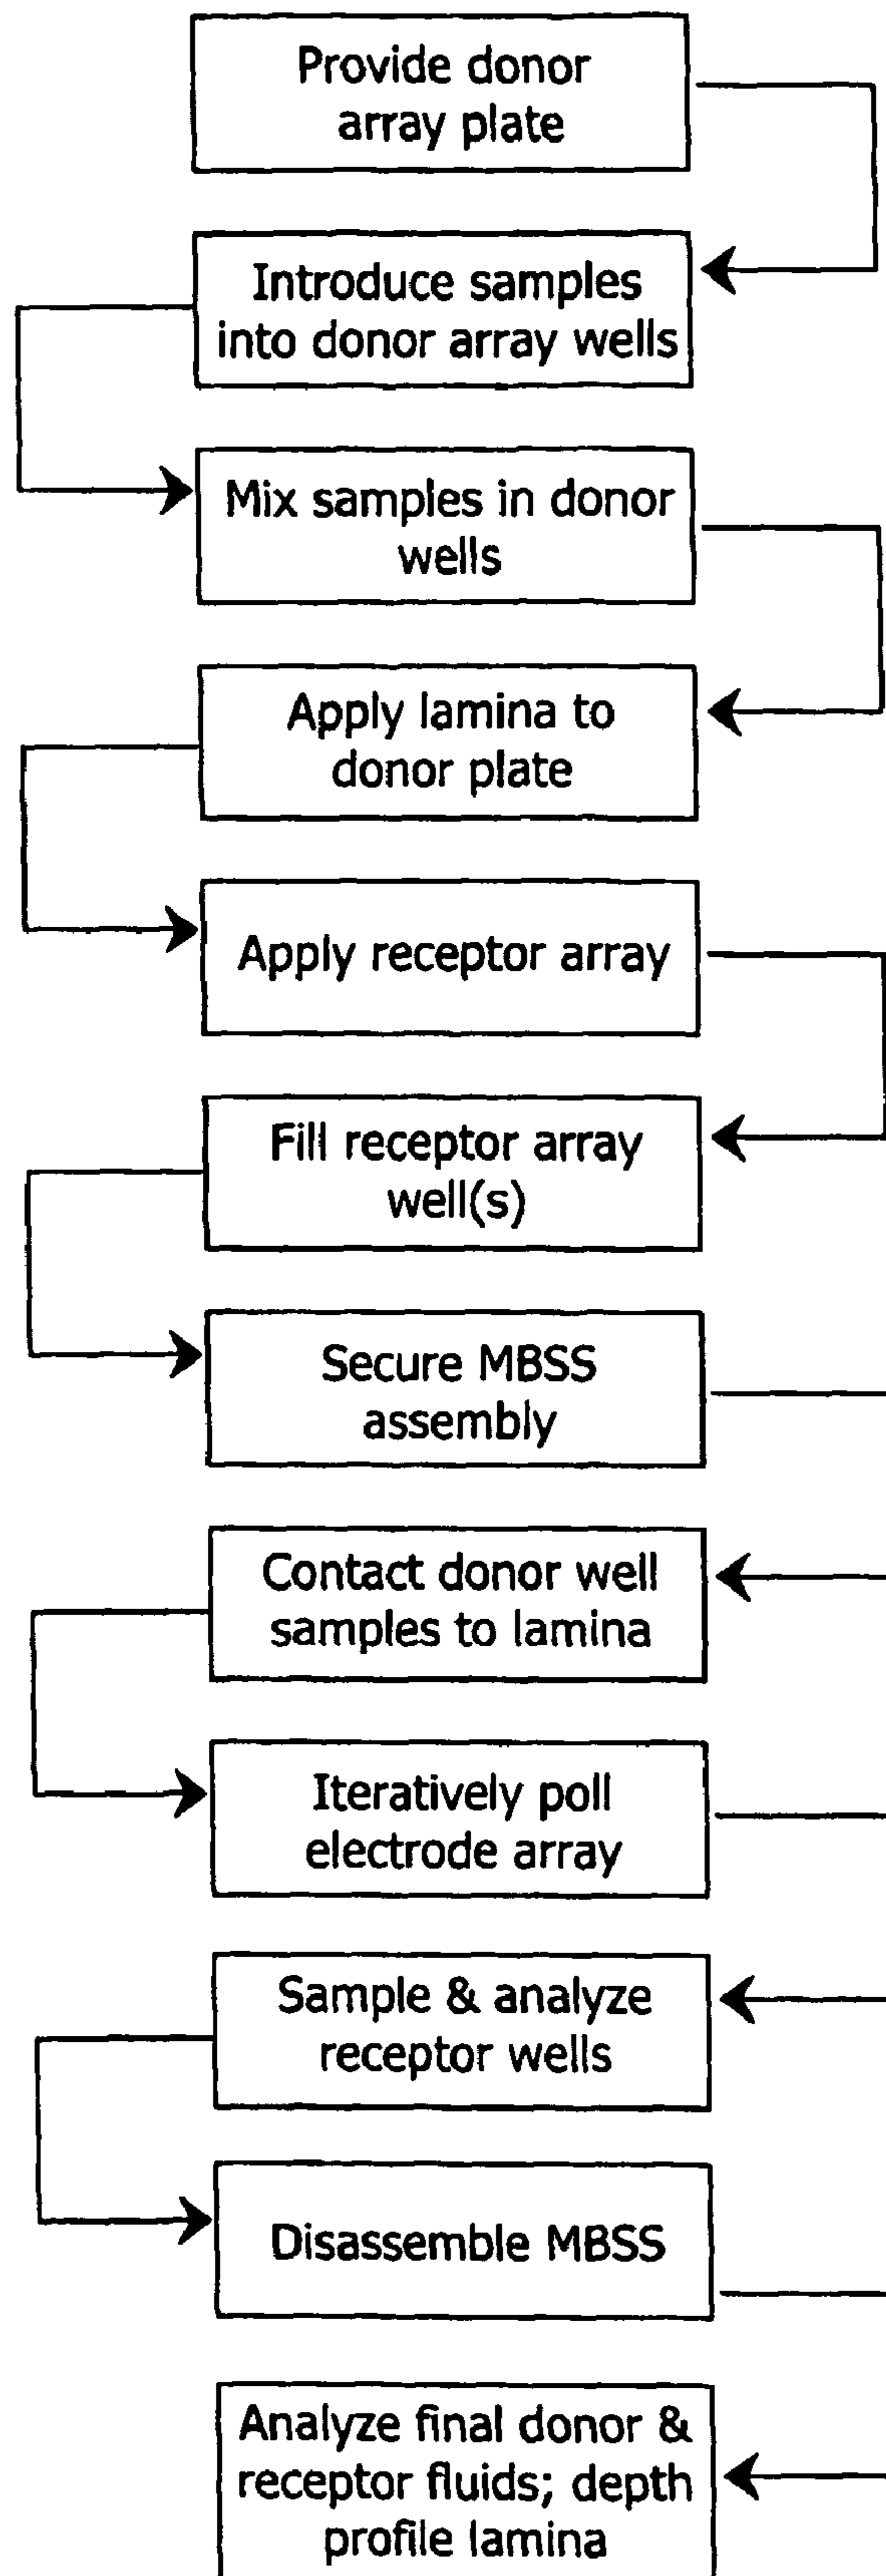 Provide donor
array plate
Introduce samples
into donor array wells
Mix samples in donor
wells
Apply lamina to
donor plate
Apply receptor array
Fill receptor array
well(s)
Secure MBSS
assembly
Contact donor well
samples to lamina
Iteratively poll
electrode array
Sample & analyze
receptor wells
Disassemble MBSS
Analyze final donor &
receptor fluids; depth
profile lamina